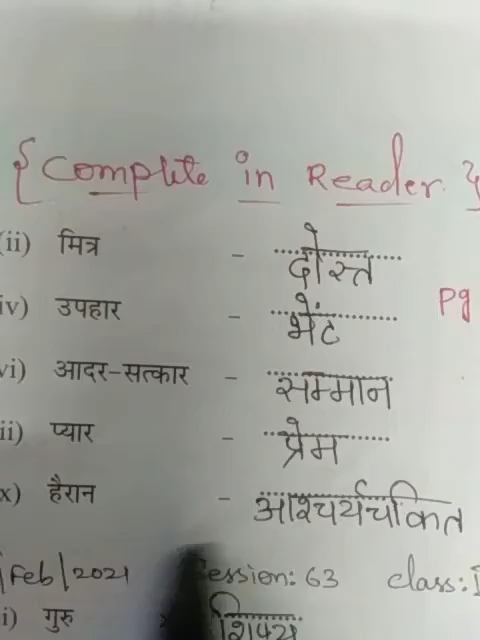 { Complete in Reader. }
(ii) मित्र - दोस्त
iv) उपहार - भेंट Pg
vi) आदर-सत्कार - सम्मान
ii) प्यार - प्रेम
x) हैरान - आश्चर्यचकित
Feb/2021 Session: 63 class:
i) गुरु शिष्य